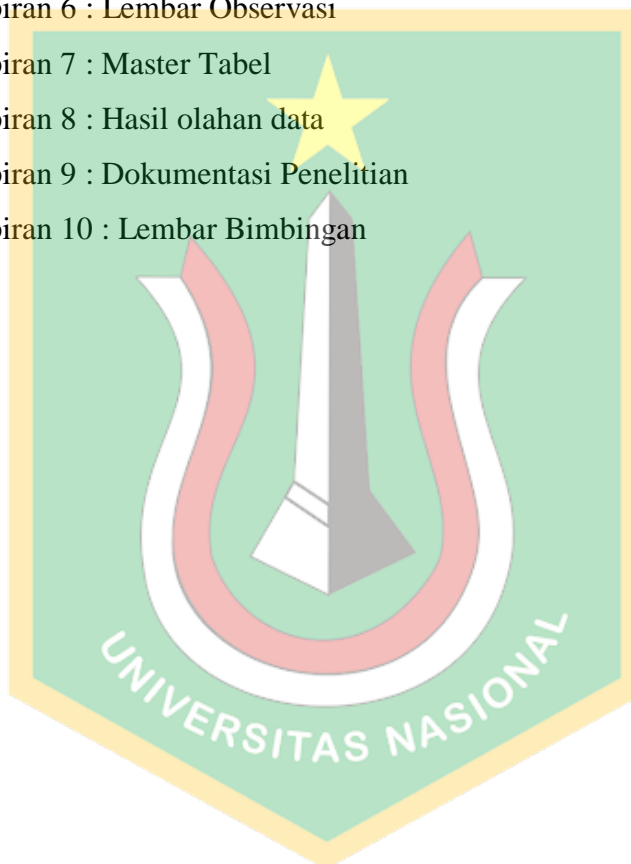 piran 6 : Lembar Observasi
piran 7 : Master Tabel
piran 8 : Hasil olahan data
piran 9 : Dokumentasi Penelitian
piran 10 : Lembar Bimbingan
UNIVERSITAS NASIONAL